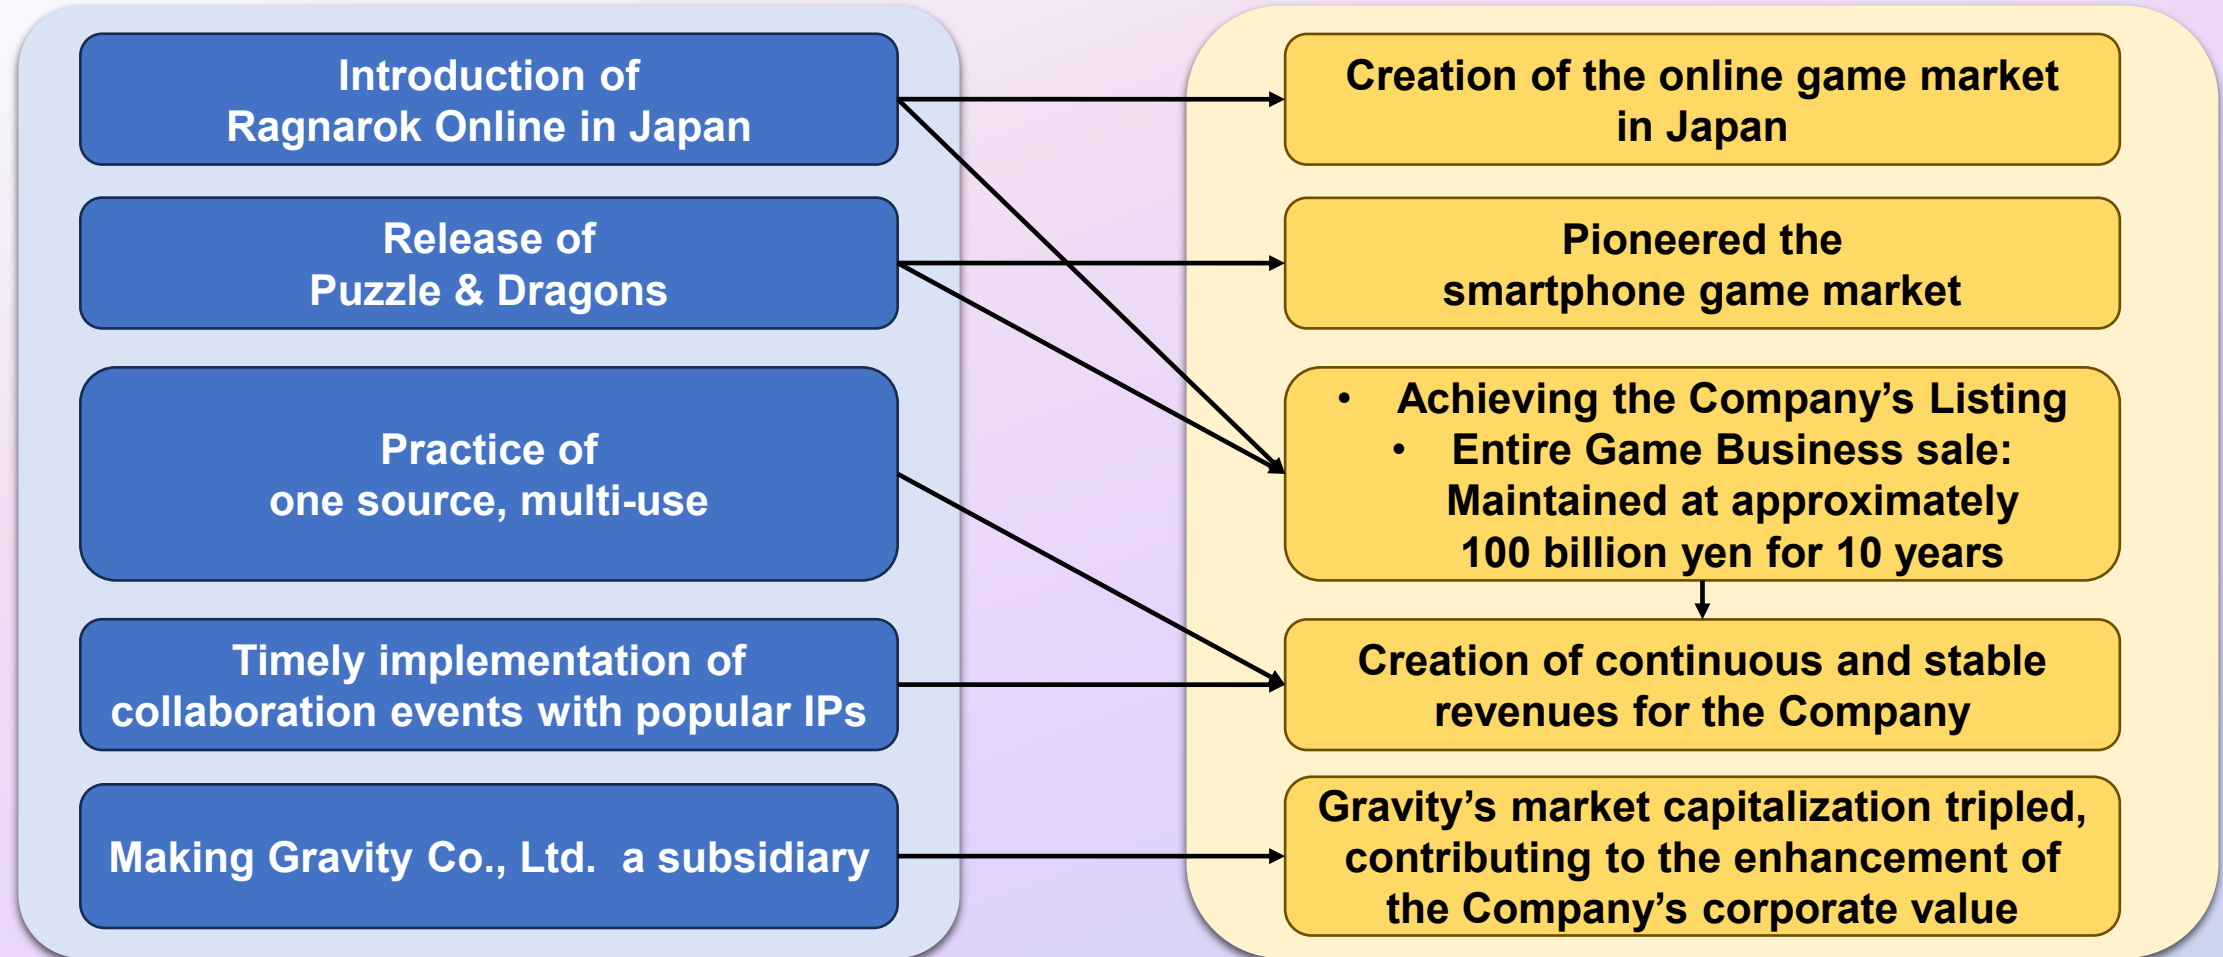 Introduction of
Ragnarok Online in Japan
Release of
Puzzle & Dragons
Practice of
one source, multi-use
Timely implementation of
collaboration events with popular IPs
Making Gravity Co., Ltd.  a subsidiary
Creation of the online game market
in Japan
Pioneered the
smartphone game market
• Achieving the Company’s Listing
• Entire Game Business sale:
Maintained at approximately
100 billion yen for 10 years
Creation of continuous and stable
revenues for the Company
Gravity’s market capitalization tripled,
contributing to the enhancement of
the Company’s corporate value